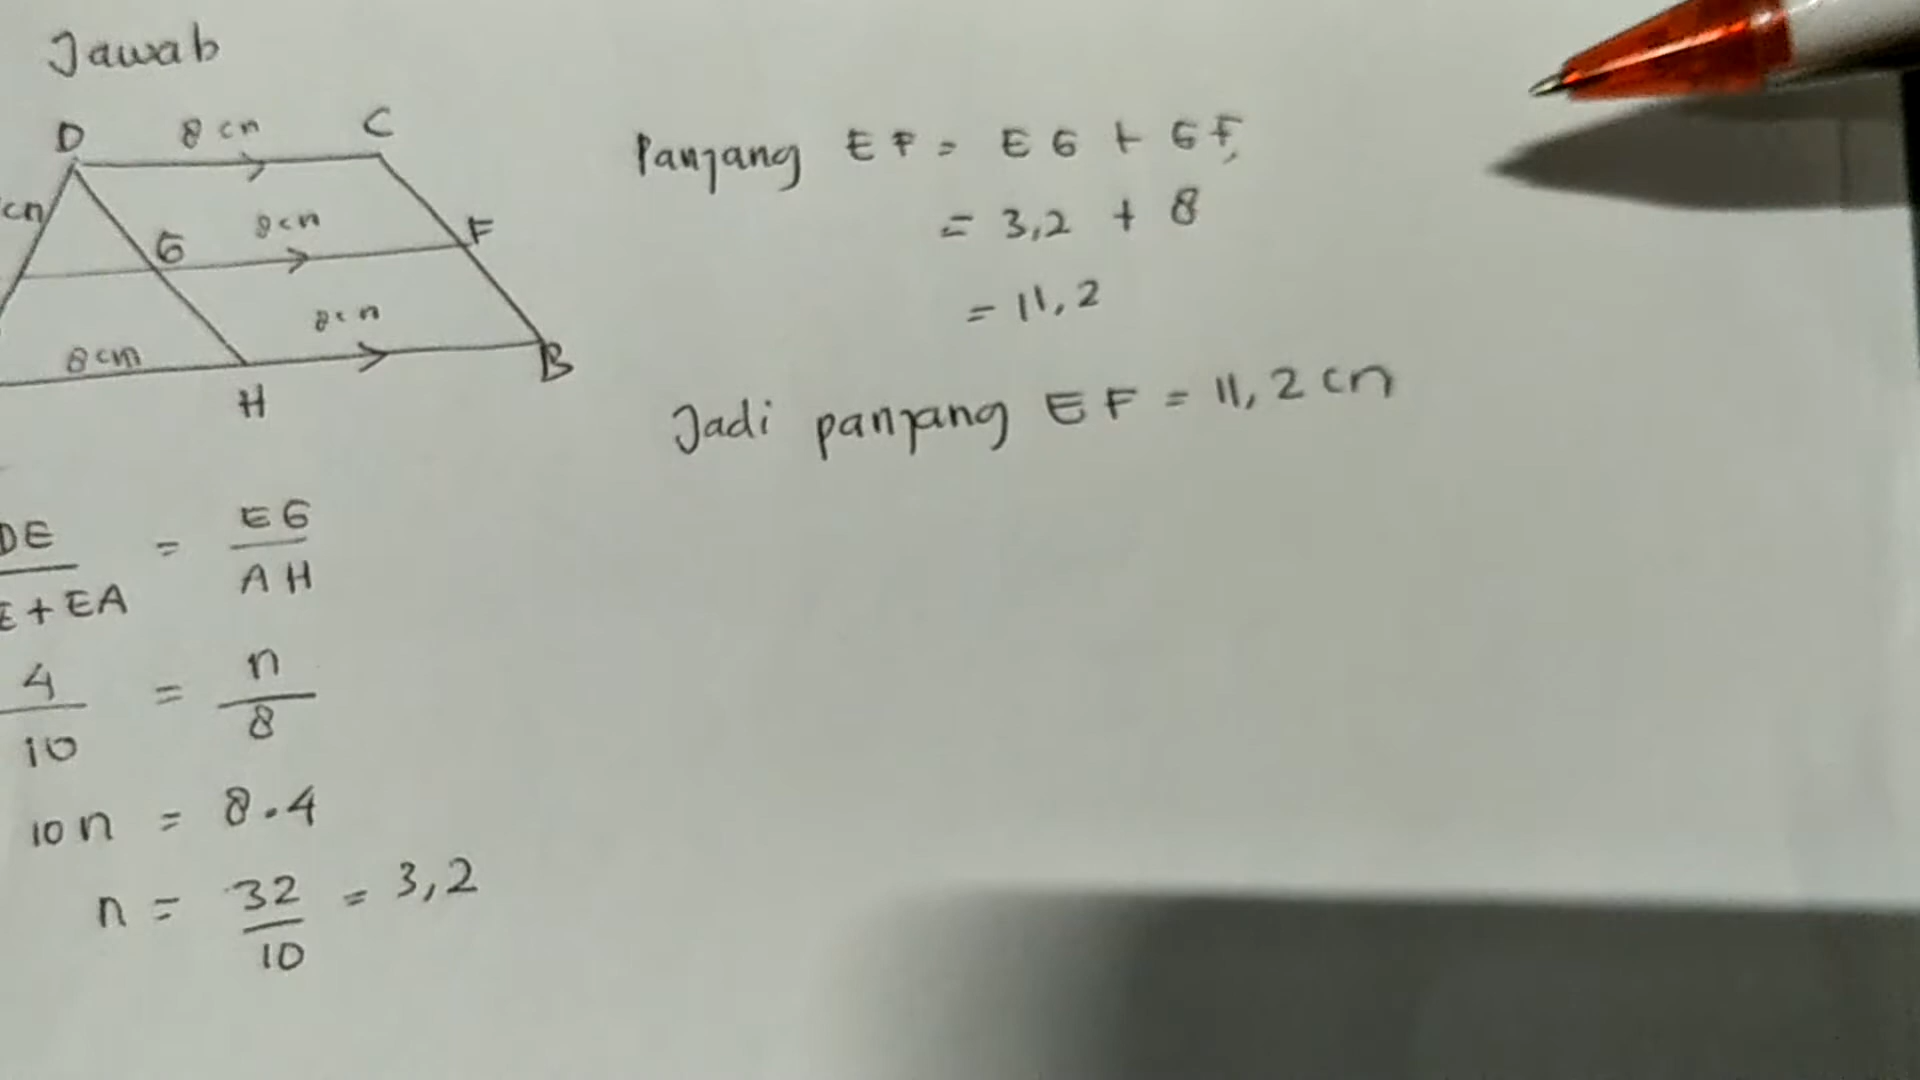 Jawab
D 8 cm C
cm
G 8 cm F
8 cm
8 cm
H B
DE = EG
E + EA AH
4 = n
10 8
10 n = 8.4
n = 32 = 3,2
10
Panjang EF = EG + GF
= 3,2 + 8
= 11,2
Jadi panjang EF = 11,2 cm